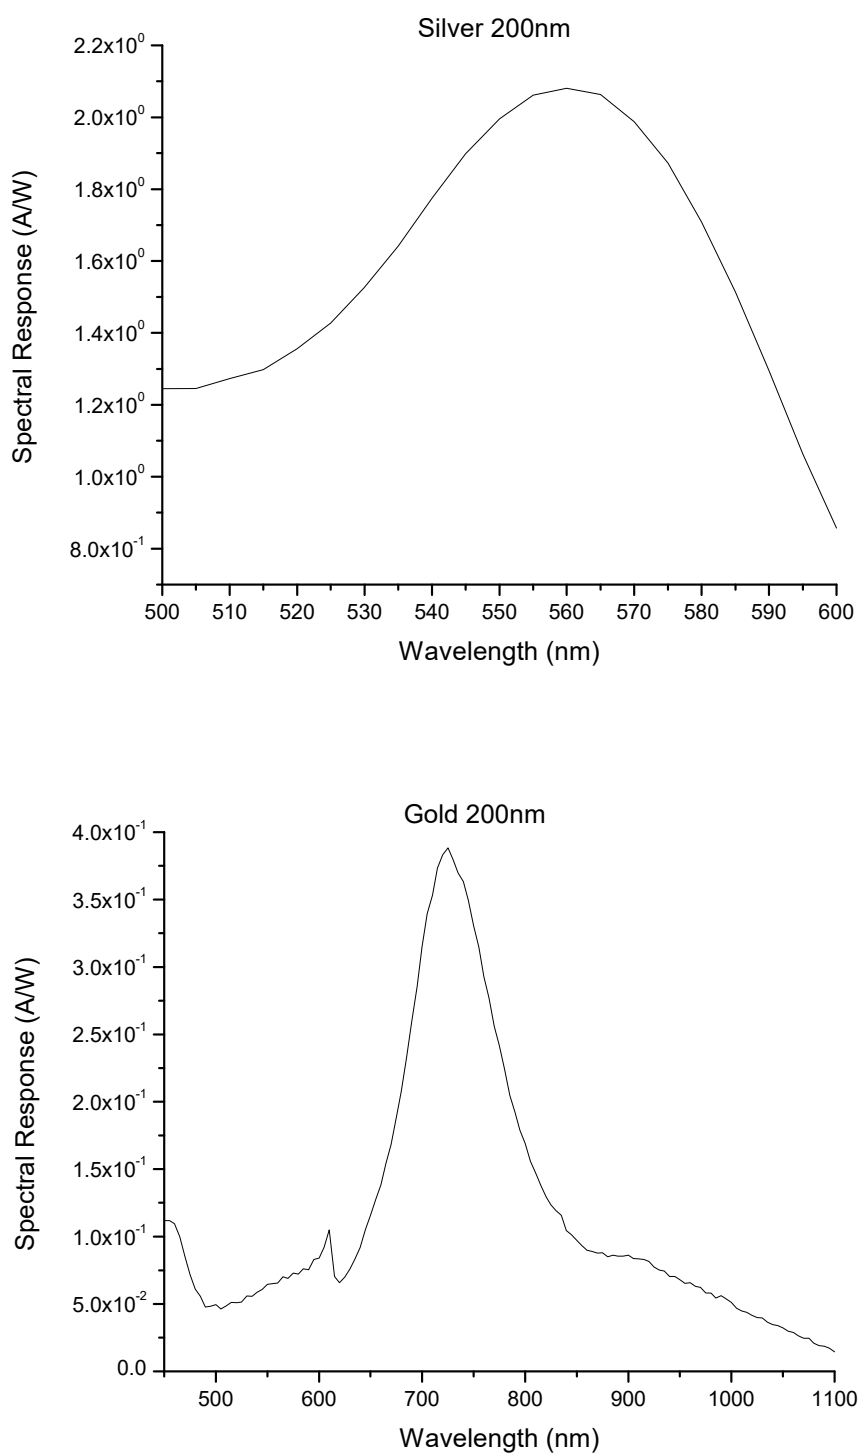 Silver 200nm
2.2x10⁰
2.0x10⁰
1.8x10⁰
1.6x10⁰
1.4x10⁰
1.2x10⁰
1.0x10⁰
8.0x10⁻¹
Spectral Response (A/W)
500 510 520 530 540 550 560 570 580 590 600
Wavelength (nm)
Gold 200nm
4.0x10⁻¹
3.5x10⁻¹
3.0x10⁻¹
2.5x10⁻¹
2.0x10⁻¹
1.5x10⁻¹
1.0x10⁻¹
5.0x10⁻²
0.0
Spectral Response (A/W)
500 600 700 800 900 1000 1100
Wavelength (nm)